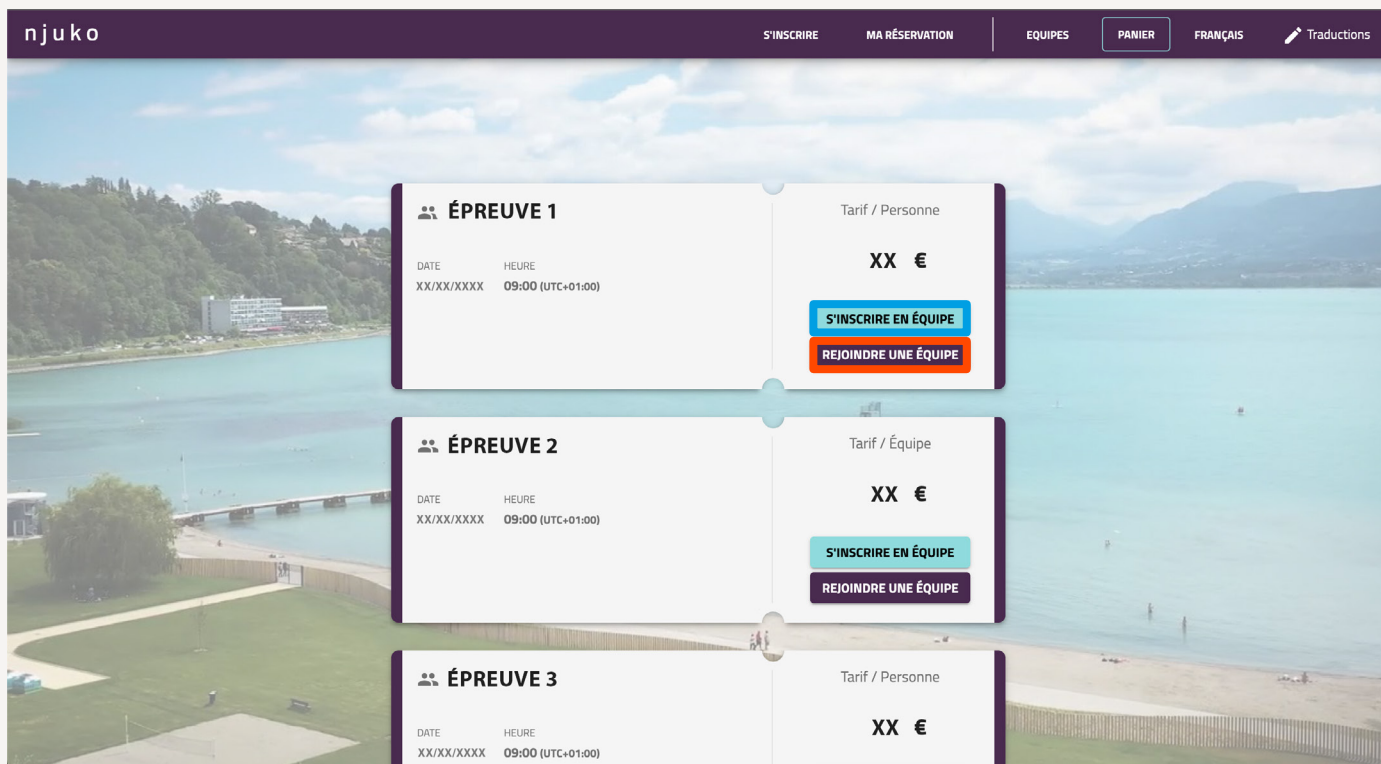 njuko S'INSCRIRE MA RÉSERVATION EQUIPES PANIER FRANÇAIS Traductions
ÉPREUVE 1
Tarif / Personne
XX €
DATE HEURE
XX/XX/XXXX 09:00 (UTC+01:00)
S'INSCRIRE EN ÉQUIPE
REJOINDRE UNE ÉQUIPE
ÉPREUVE 2
Tarif / Équipe
XX €
DATE HEURE
XX/XX/XXXX 09:00 (UTC+01:00)
S'INSCRIRE EN ÉQUIPE
REJOINDRE UNE ÉQUIPE
ÉPREUVE 3
Tarif / Personne
XX €
DATE HEURE
XX/XX/XXXX 09:00 (UTC+01:00)